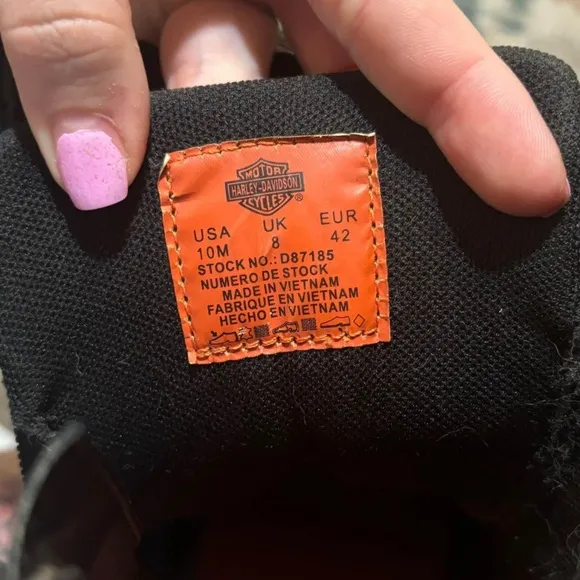 MOTOR
HARLEY-DAVIDSON
CYCLES
®
USA UK EUR
10M 8 42
STOCK NO.:D87185
NUMERO DE STOCK
MADE IN VIETNAM
FABRIQUE EN VIETNAM
HECHO EN VIETNAM